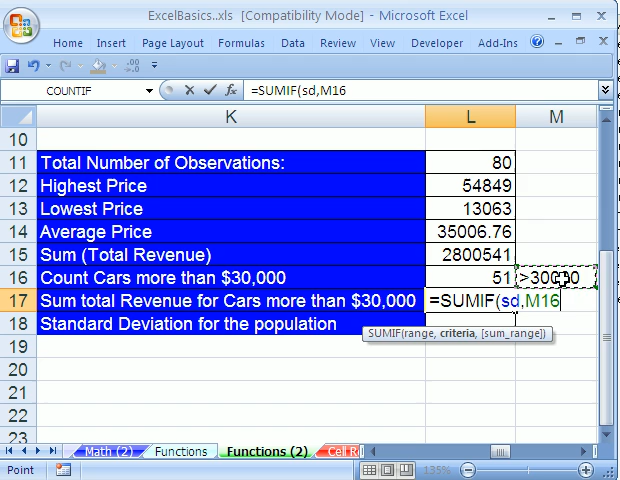 ExcelBasics..xls [Compatibility Mode] - Microsoft Excel
Home Insert Page Layout Formulas Data Review View Developer Add-Ins
COUNTIF fx =SUMIF(sd,M16
K L M
10
11 Total Number of Observations: 80
12 Highest Price 54849
13 Lowest Price 13063
14 Average Price 35006.76
15 Sum (Total Revenue) 2800541
16 Count Cars more than $30,000 51 >30000
17 Sum total Revenue for Cars more than $30,000 =SUMIF(sd,M16
18 Standard Deviation for the population
SUMIF(range, criteria, [sum_range])
19
20
21
22
23
Math (2) Functions Functions (2) Cell R
Point 135%